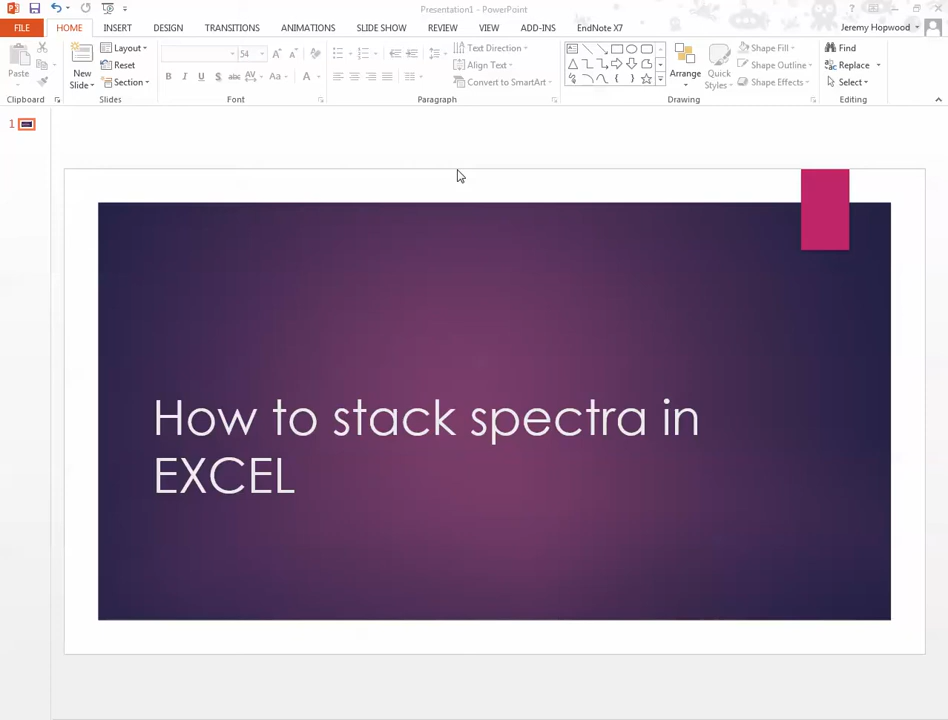 Presentation1 - PowerPoint
FILE HOME INSERT DESIGN TRANSITIONS ANIMATIONS SLIDE SHOW REVIEW VIEW ADD-INS EndNote X7 Jeremy Hopwood
Paste
New
Slide
Layout
Reset
Section
54
B I U S abc AV Aa A
Text Direction
Align Text
Convert to SmartArt
Arrange
Quick
Styles
Shape Fill
Shape Outline
Shape Effects
Find
Replace
Select
Clipboard Slides Font Paragraph Drawing Editing
1
How to stack spectra in
EXCEL